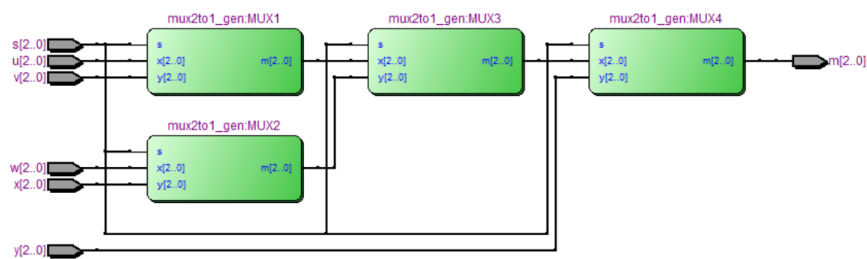 mux2to1_gen:MUX1
mux2to1_gen:MUX3
mux2to1_gen:MUX4
s[2..0]
u[2..0]
v[2..0]
s
x[2..0]
y[2..0]
m[2..0]
s
x[2..0]
y[2..0]
m[2..0]
s
x[2..0]
y[2..0]
m[2..0]
m[2..0]
mux2to1_gen:MUX2
w[2..0]
x[2..0]
s
x[2..0]
y[2..0]
m[2..0]
y[2..0]